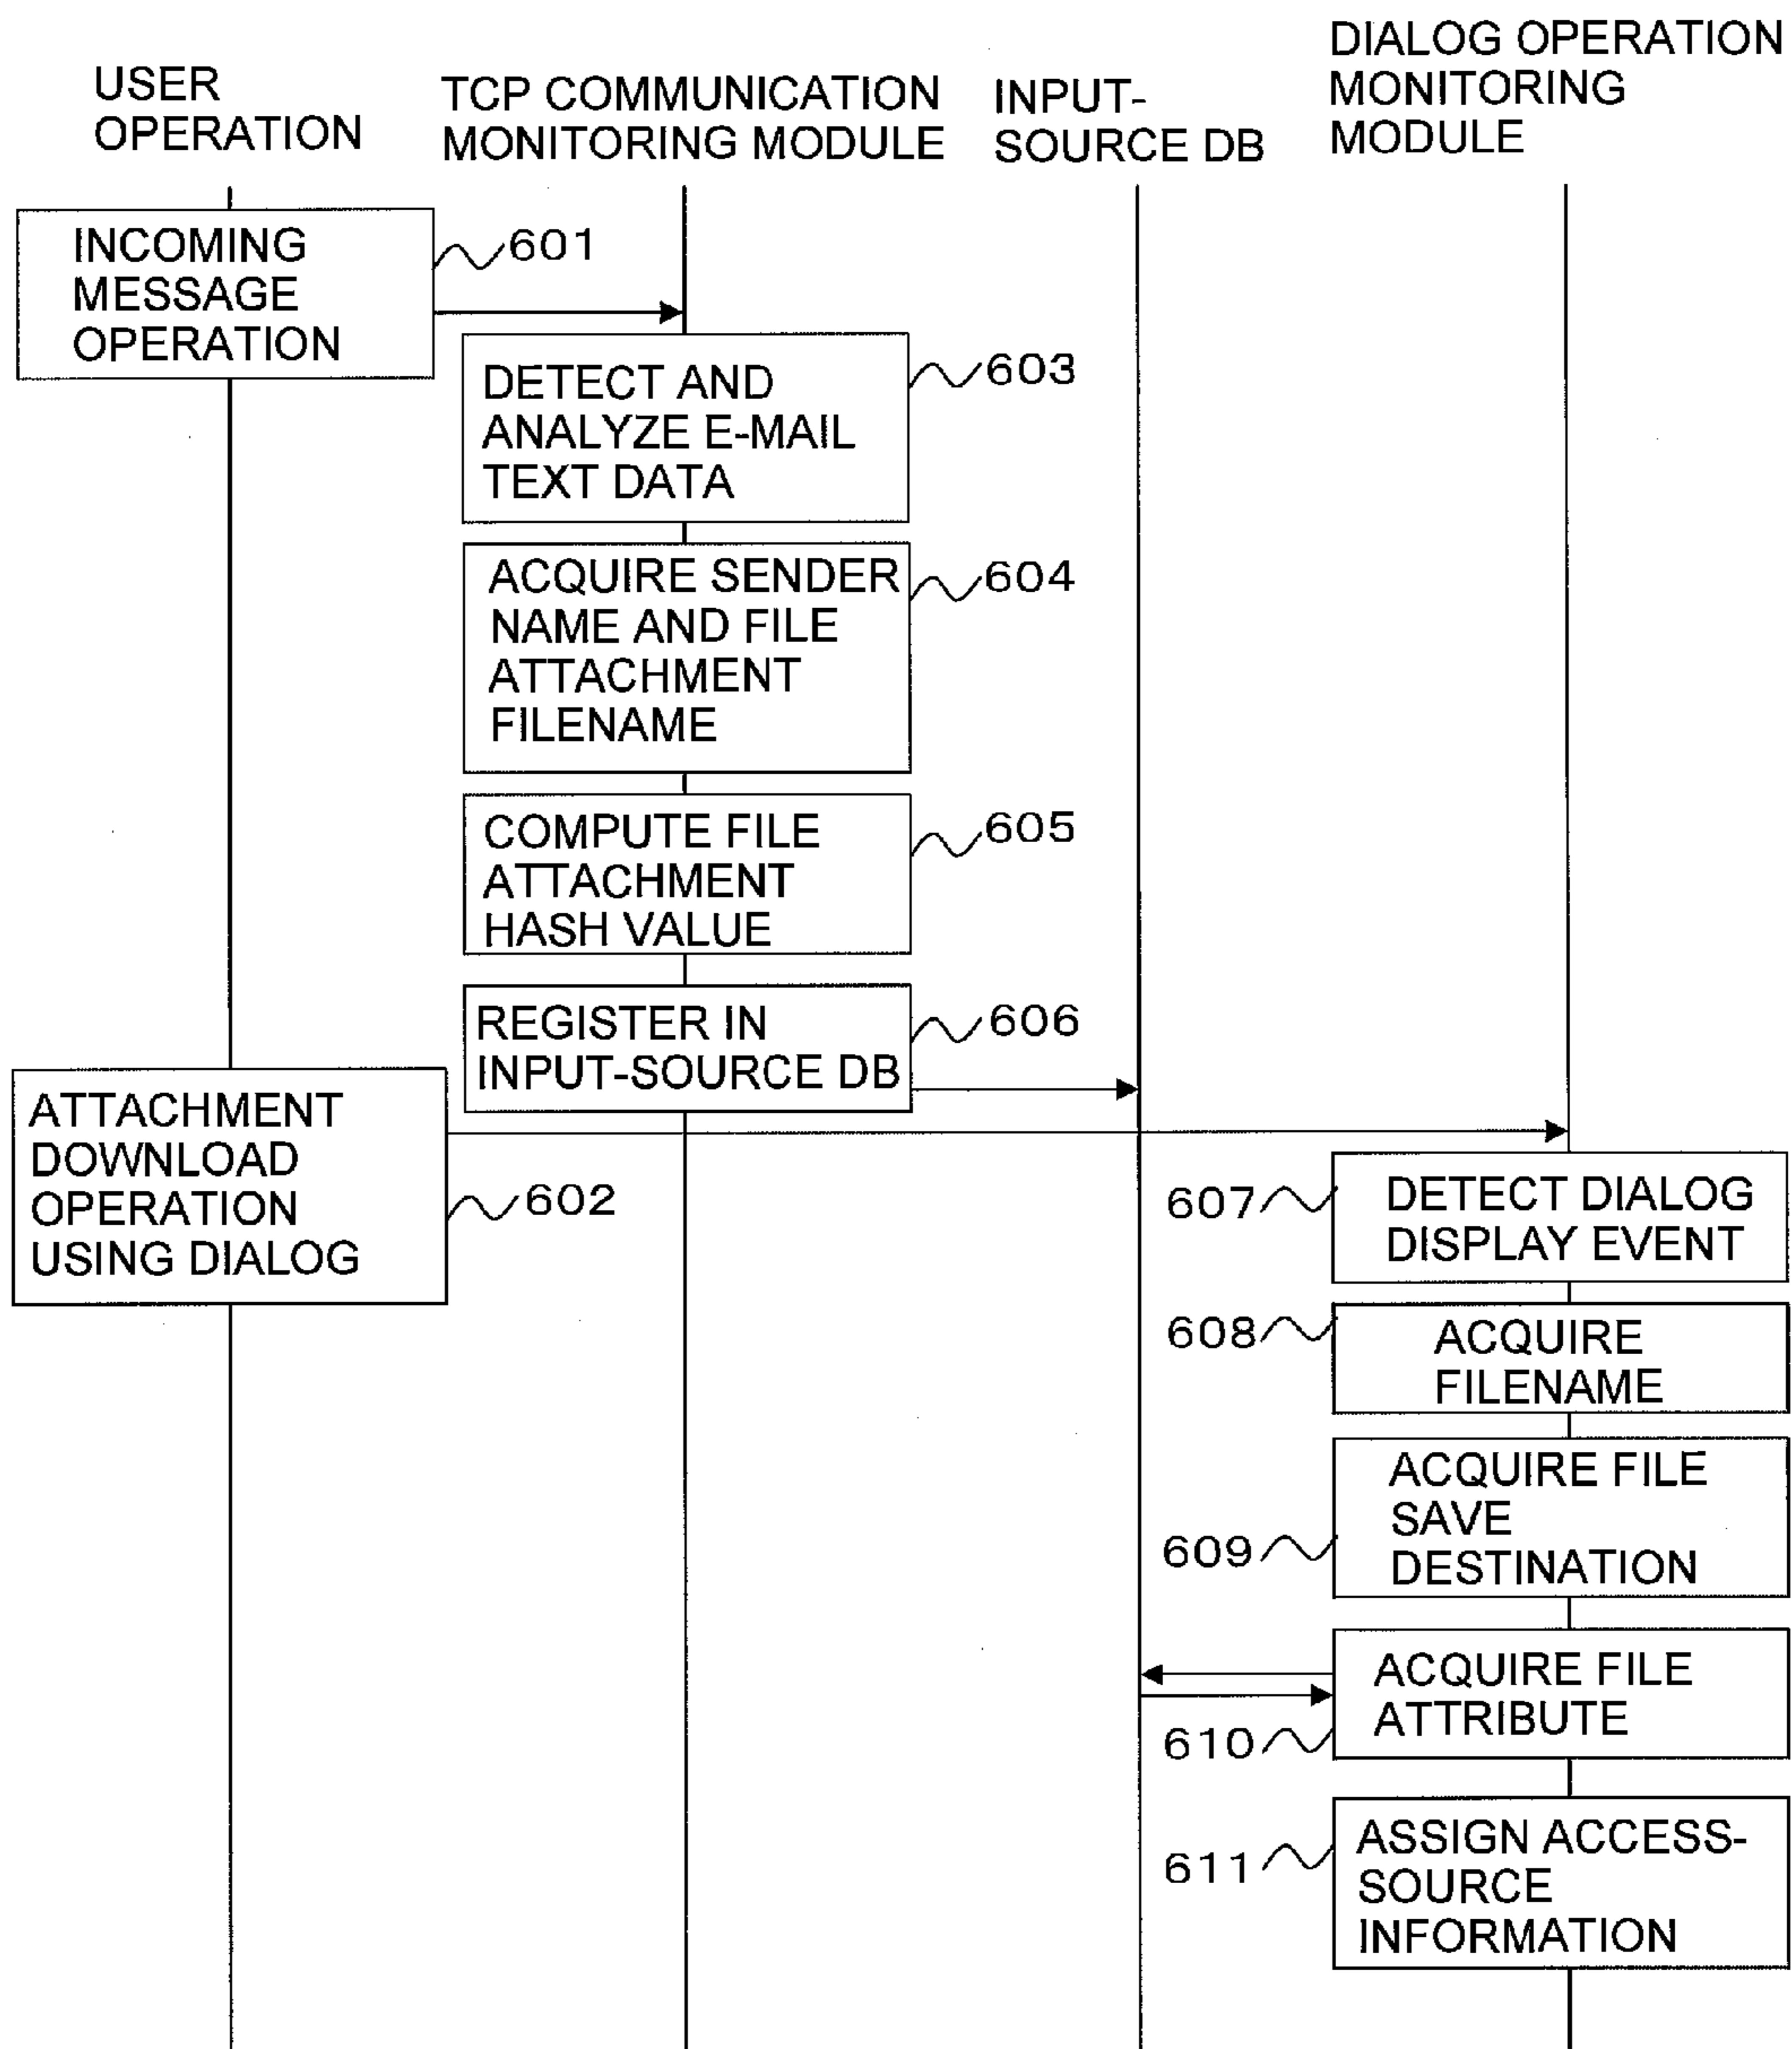 USER
OPERATION
TCP COMMUNICATION
MONITORING MODULE
INPUT-
SOURCE DB
DIALOG OPERATION
MONITORING
MODULE
INCOMING
MESSAGE
OPERATION
601
DETECT AND
ANALYZE E-MAIL
TEXT DATA
603
ACQUIRE SENDER
NAME AND FILE
ATTACHMENT
FILENAME
604
COMPUTE FILE
ATTACHMENT
HASH VALUE
605
REGISTER IN
INPUT-SOURCE DB
606
ATTACHMENT
DOWNLOAD
OPERATION
USING DIALOG
602
607
DETECT DIALOG
DISPLAY EVENT
608
ACQUIRE
FILENAME
609
ACQUIRE FILE
SAVE
DESTINATION
610
ACQUIRE FILE
ATTRIBUTE
611
ASSIGN ACCESS-
SOURCE
INFORMATION